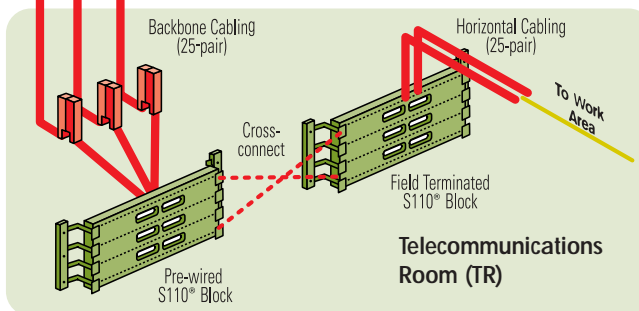 Backbone Cabling
(25-pair)
Horizontal Cabling
(25-pair)
To Work
Area
Cross-
connect
Field Terminated
S110® Block
Telecommunications
Room (TR)
Pre-wired
S110® Block